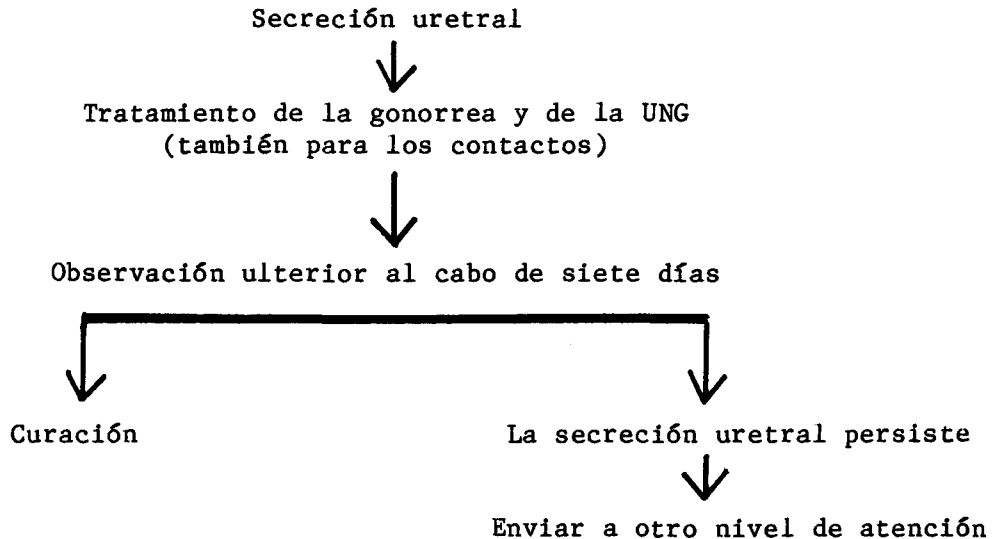 Secreción uretral
Tratamiento de la gonorrea y de la UNG
(también para los contactos)
Observación ulterior al cabo de siete días
Curación
La secreción uretral persiste
Enviar a otro nivel de atención